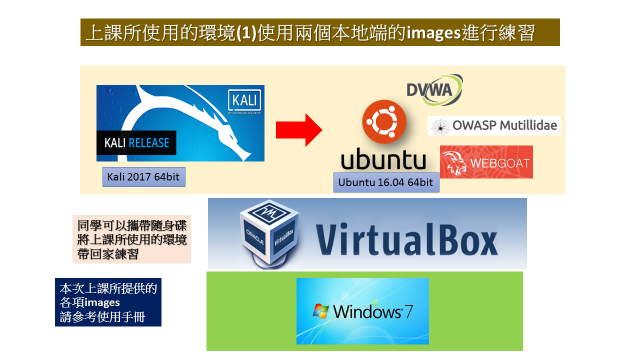 上課所使用的環境(1)使用兩個本地端的images進行練習
KALI
KALI RELEASE
Kali 2017 64bit
DVWA
OWASP Mutillidae
ubuntu
WEBGOAT
Ubuntu 16.04 64bit
同學可以攜帶隨身碟
將上課所使用的環境
帶回家練習
ORACLE
VirtualBox
本次上課所提供的
各項images
請參考使用手冊
Windows 7